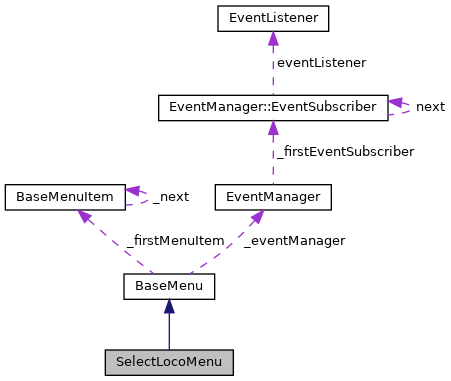 EventListener
eventListener
EventManager::EventSubscriber
next
_firstEventSubscriber
BaseMenuItem
_next
EventManager
_firstMenuItem
_eventManager
BaseMenu
SelectLocoMenu